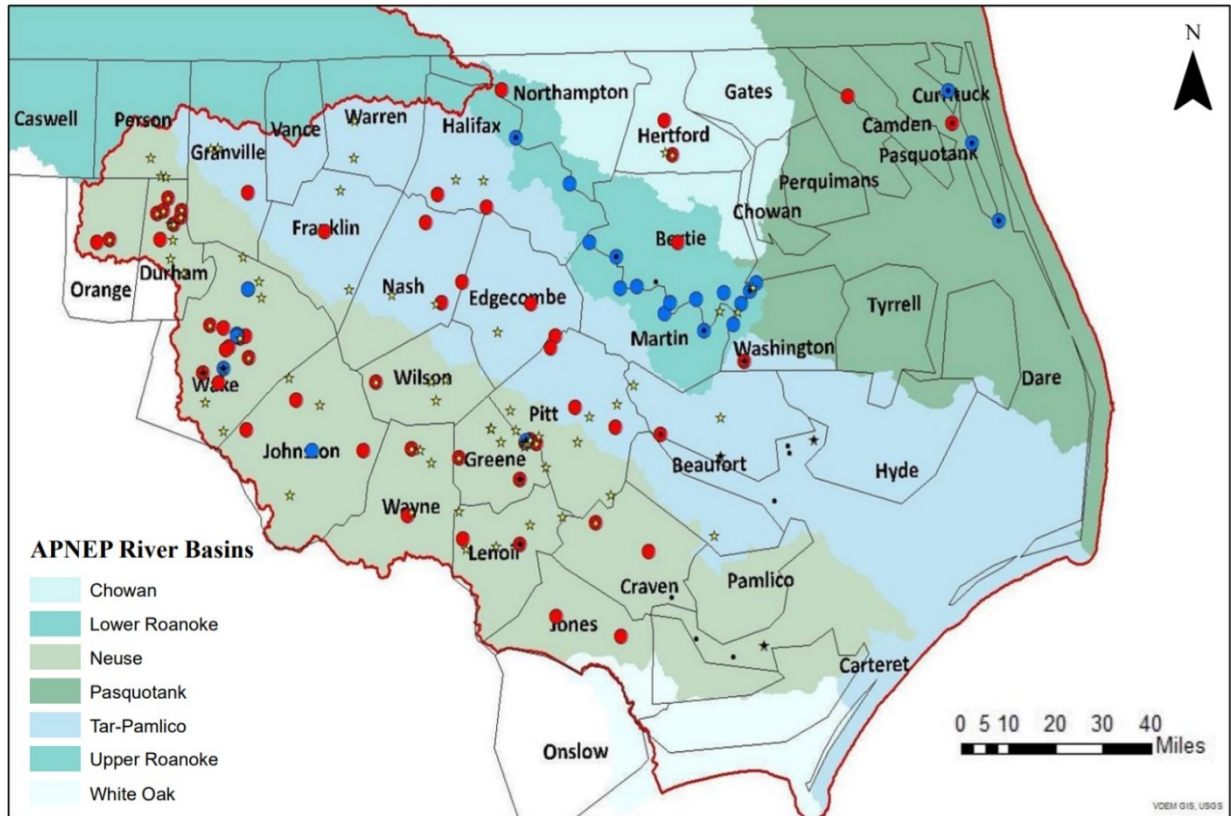 N
Northampton
Gates
Currituck
Caswell
Person
Vance
Warren
Halifax
Hertford
Camden
Granville
Pasquotank
Perquimans
Chowan
Franklin
Bertie
Durham
Orange
Nash
Edgecombe
Tyrrell
Martin
Washington
Wake
Wilson
Dare
Pitt
Johnston
Greene
Beaufort
Hyde
Wayne
Lenoir
APNEP River Basins
Pamlico
Craven
Chowan
Lower Roanoke
Jones
Neuse
Carteret
Pasquotank
Tar-Pamlico
0 5 10 20 30 40
Miles
Onslow
Upper Roanoke
White Oak
VDEM GIS, USGS